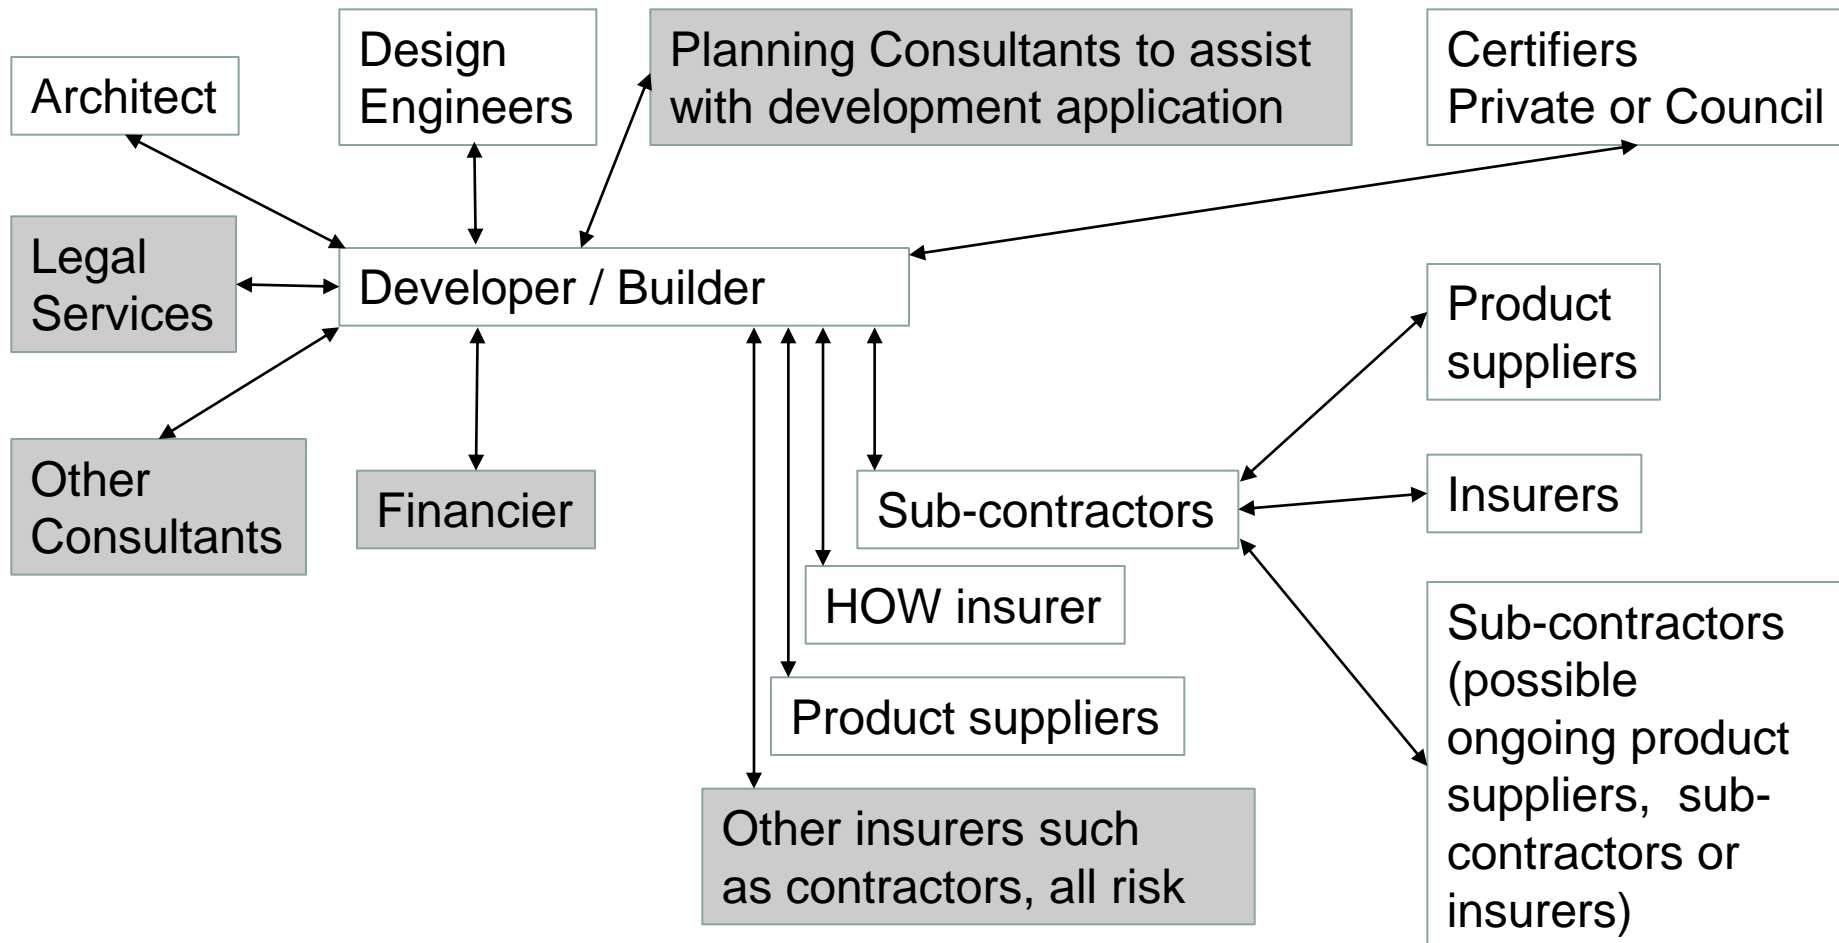 Architect
Design
Engineers
Planning Consultants to assist
with development application
Certifiers
Private or Council
Legal
Services
Developer / Builder
Product
suppliers
Other
Consultants
Financier
Sub-contractors
Insurers
HOW insurer
Product suppliers
Other insurers such
as contractors, all risk
Sub-contractors
(possible
ongoing product
suppliers,  sub-
contractors or
insurers)